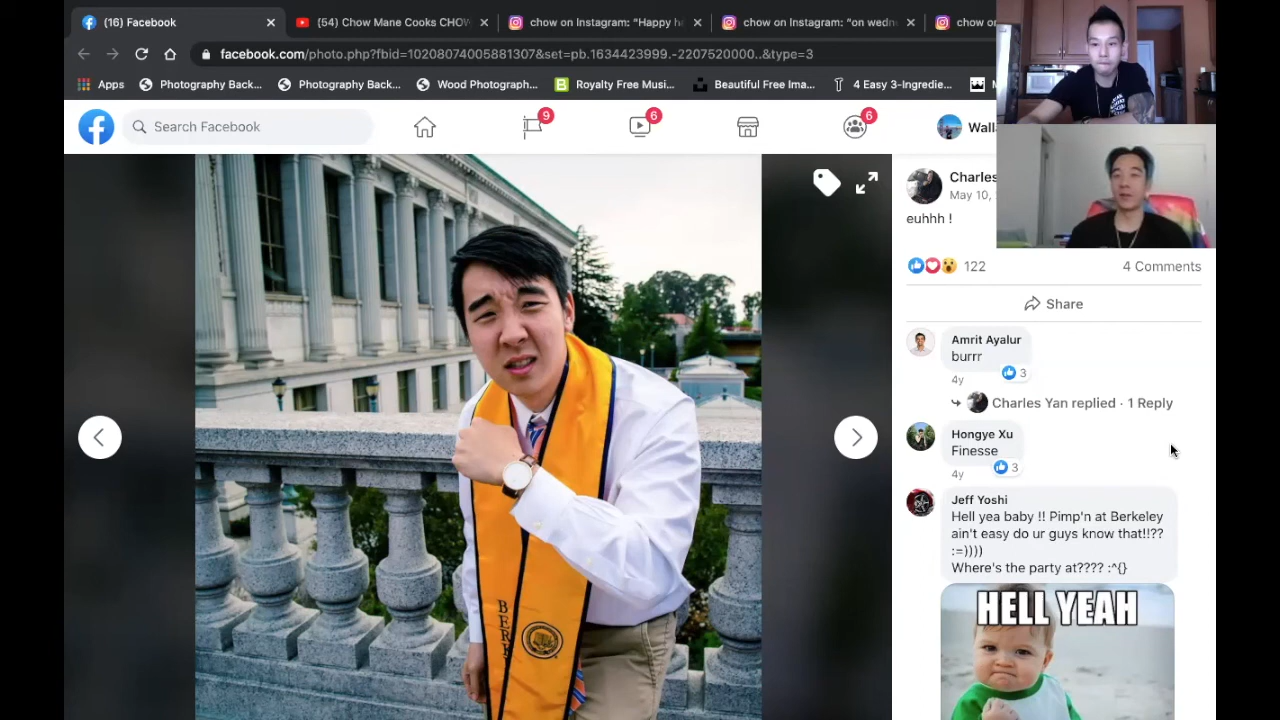 (16) Facebook
(54) Chow Mane Cooks CHOW
chow on Instagram: "Happy h
chow on Instagram: "on wedn
chow on
facebook.com/photo.php?fbid=10208074005881307&set=pb.1634423999.-2207520000..&type=3
Apps
Photography Back...
Photography Back...
Wood Photograph...
Royalty Free Musi...
Beautiful Free Ima...
4 Easy 3-Ingredie...
Search Facebook
9
6
6
Walla
Charles
May 10,
euhhh !
122
4 Comments
Share
Amrit Ayalur
burrr
4y
3
Charles Yan replied · 1 Reply
Hongye Xu
Finesse
4y
3
Jeff Yoshi
Hell yea baby !! Pimp'n at Berkeley
ain't easy do ur guys know that!!??
:=))))
Where's the party at???? :^{}
HELL YEAH
BERK